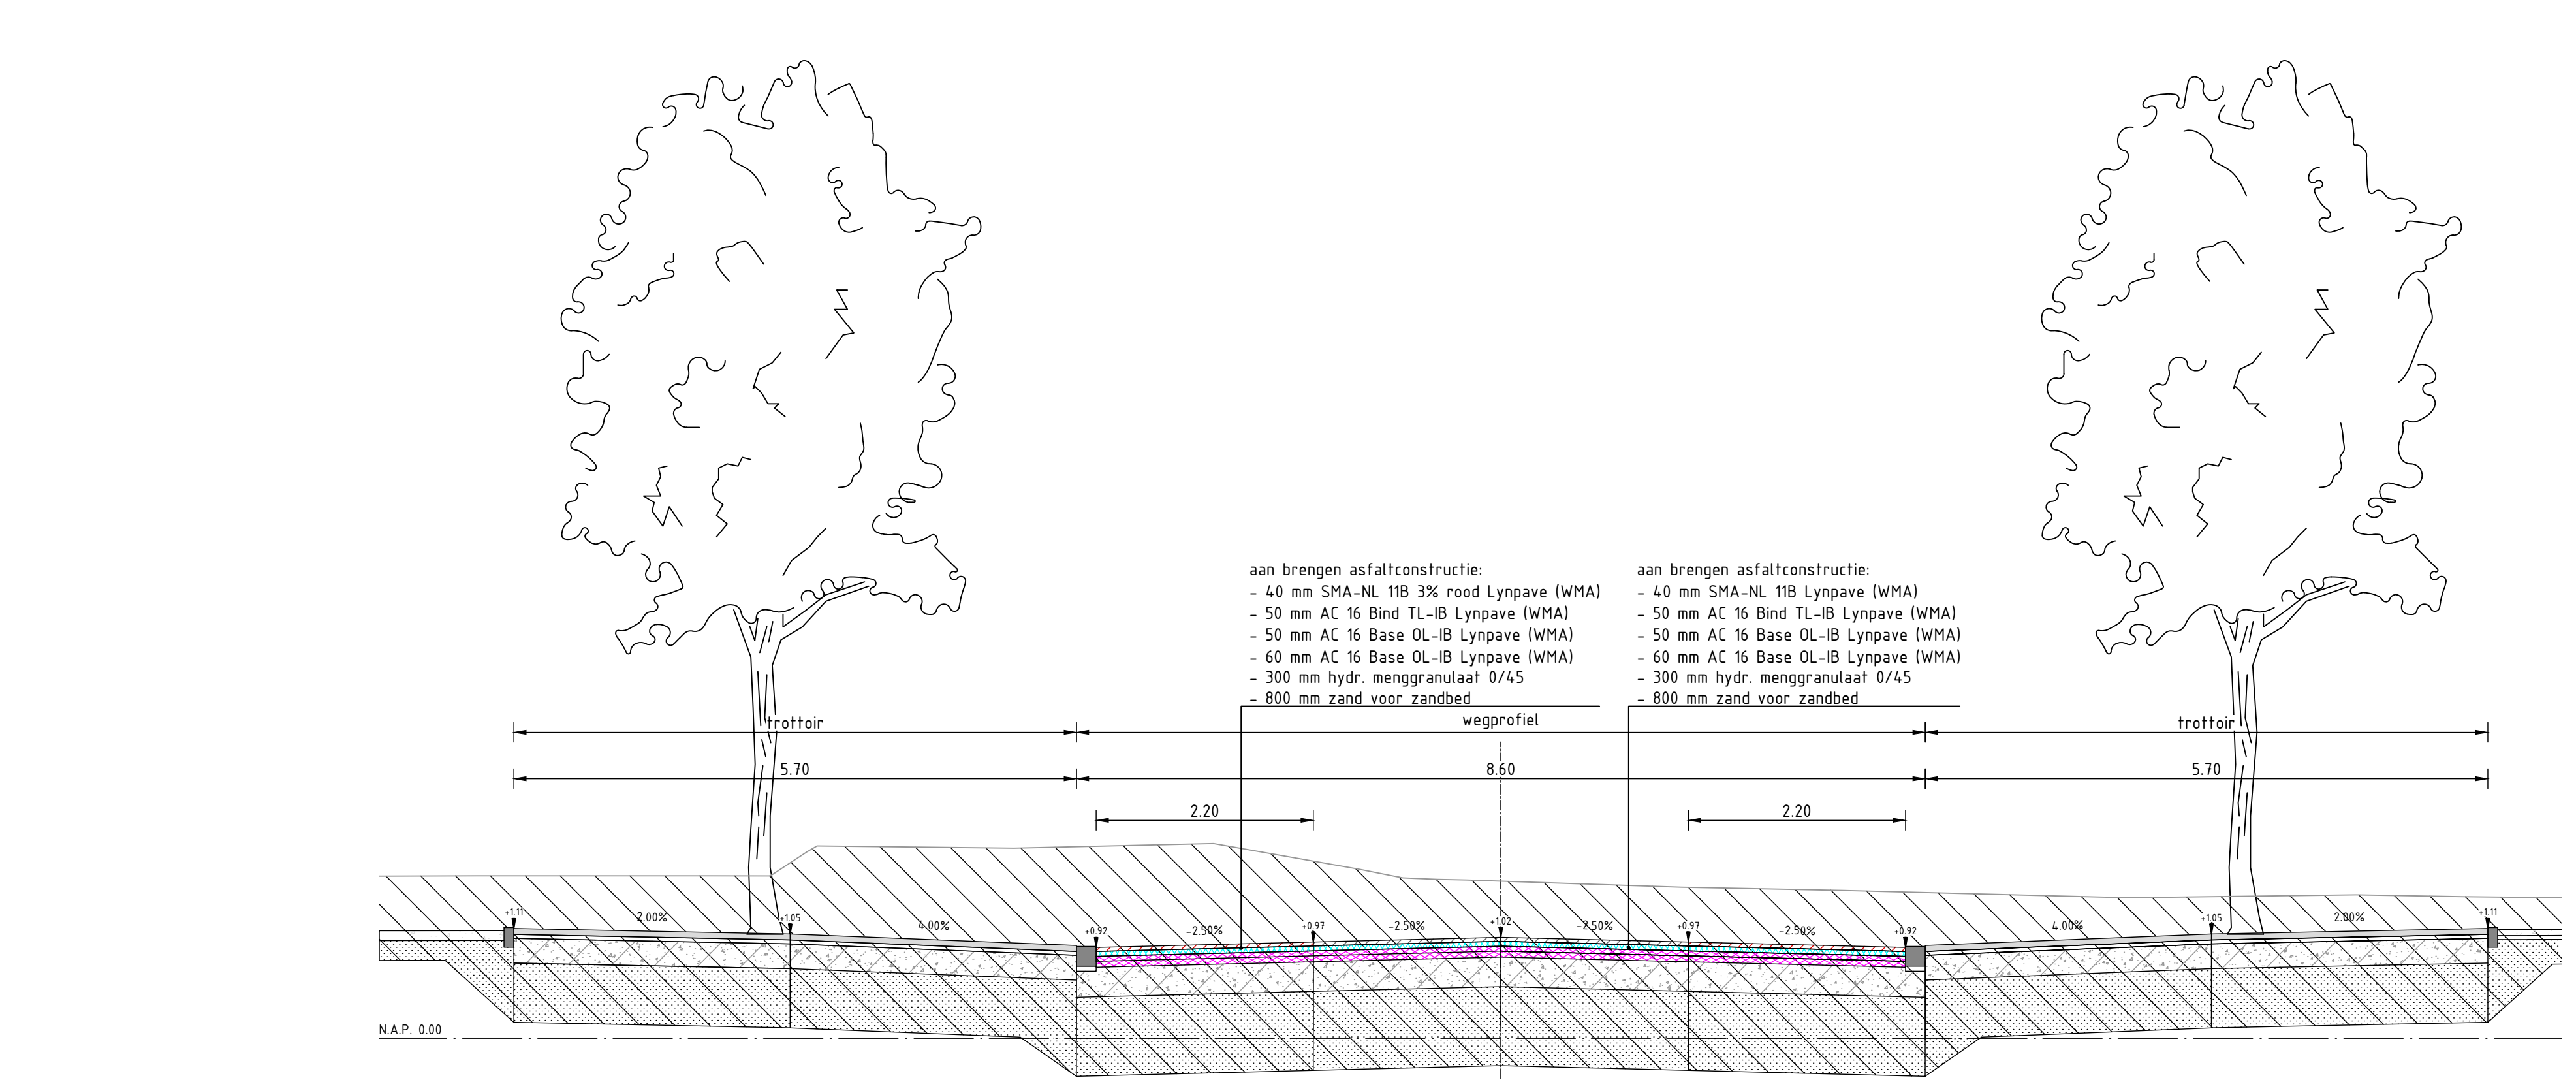 aan brengen asfaltconstructie:
- 40 mm SMA-NL 11B 3% rood Lynpave (WMA)
- 50 mm AC 16 Bind TL-IB Lynpave (WMA)
- 50 mm AC 16 Base OL-IB Lynpave (WMA)
- 60 mm AC 16 Base OL-IB Lynpave (WMA)
- 300 mm hydr. menggranulaat 0/45
- 800 mm zand voor zandbed
aan brengen asfaltconstructie:
- 40 mm SMA-NL 11B Lynpave (WMA)
- 50 mm AC 16 Bind TL-IB Lynpave (WMA)
- 50 mm AC 16 Base OL-IB Lynpave (WMA)
- 60 mm AC 16 Base OL-IB Lynpave (WMA)
- 300 mm hydr. menggranulaat 0/45
- 800 mm zand voor zandbed
trottoir
wegprofiel
trottoir
5.70
8.60
5.70
2.20
2.20
+1.11
2.00%
+1.05
4.00%
+0.92
-2.50%
+0.97
-2.50%
+1.02
-2.50%
+0.97
-2.50%
+0.92
4.00%
+1.05
2.00%
+1.11
N.A.P. 0.00